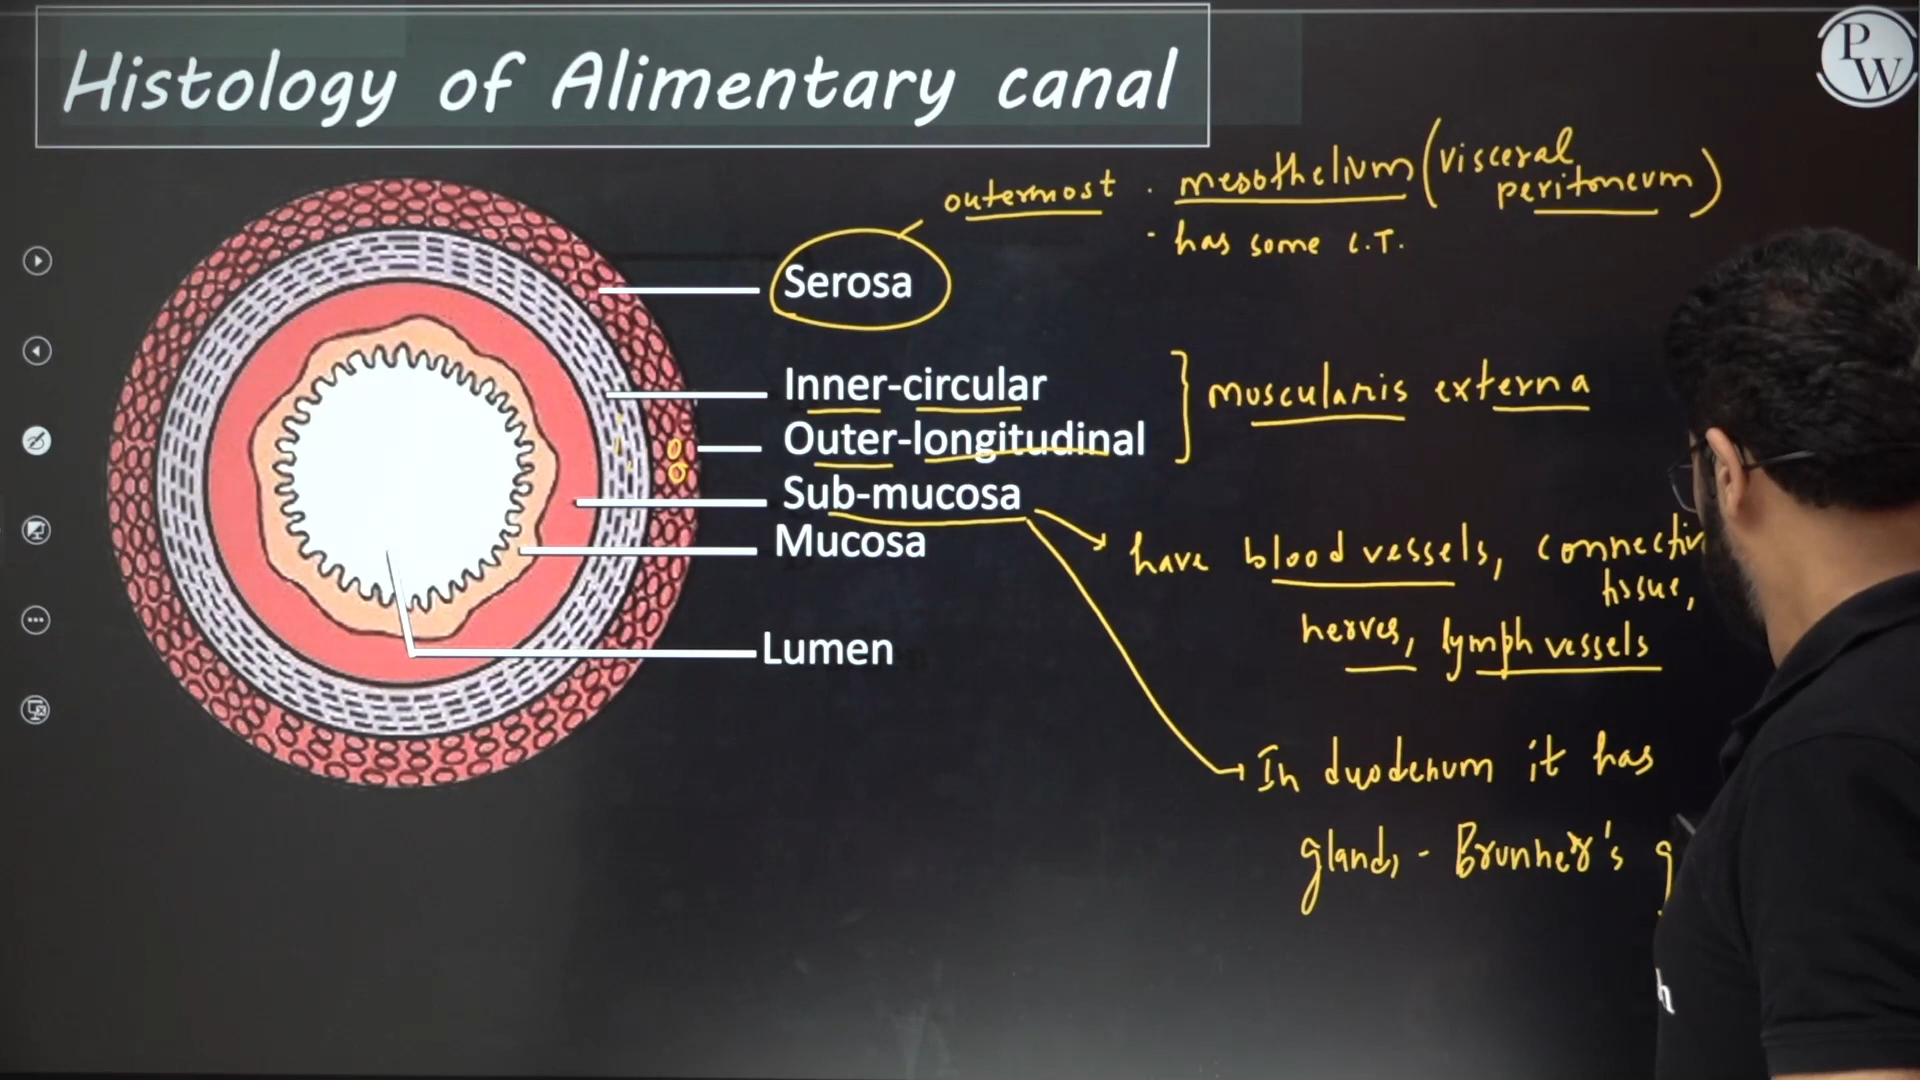 Histology of Alimentary canal
PW
outermost · mesothelium (visceral peritoneum)
· has some C.T.
Serosa
Inner-circular
Outer-longitudinal
] muscularis externa
Sub-mucosa
Mucosa
have blood vessels,
tissue,
nerves, lymph vessels
Lumen
In duodenum it has
glands - Brunner's